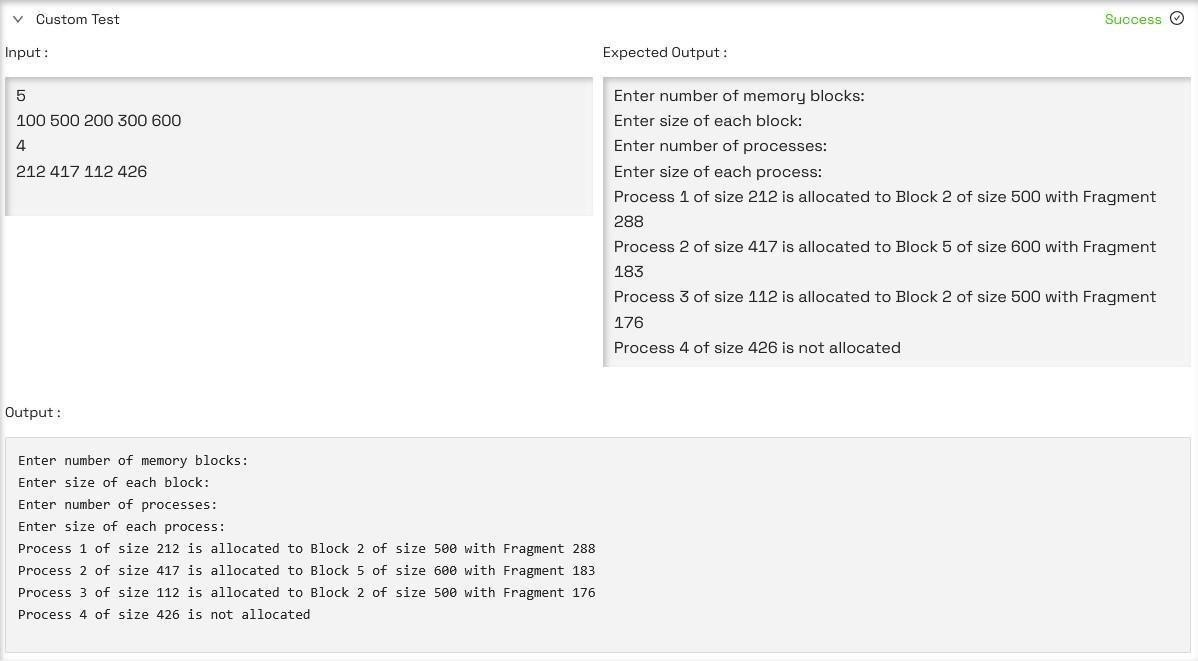 Custom Test
Success
Input :
5
100 500 200 300 600
4
212 417 112 426
Expected Output :
Enter number of memory blocks:
Enter size of each block:
Enter number of processes:
Enter size of each process:
Process 1 of size 212 is allocated to Block 2 of size 500 with Fragment
288
Process 2 of size 417 is allocated to Block 5 of size 600 with Fragment
183
Process 3 of size 112 is allocated to Block 2 of size 500 with Fragment
176
Process 4 of size 426 is not allocated
Output :
Enter number of memory blocks:
Enter size of each block:
Enter number of processes:
Enter size of each process:
Process 1 of size 212 is allocated to Block 2 of size 500 with Fragment 288
Process 2 of size 417 is allocated to Block 5 of size 600 with Fragment 183
Process 3 of size 112 is allocated to Block 2 of size 500 with Fragment 176
Process 4 of size 426 is not allocated